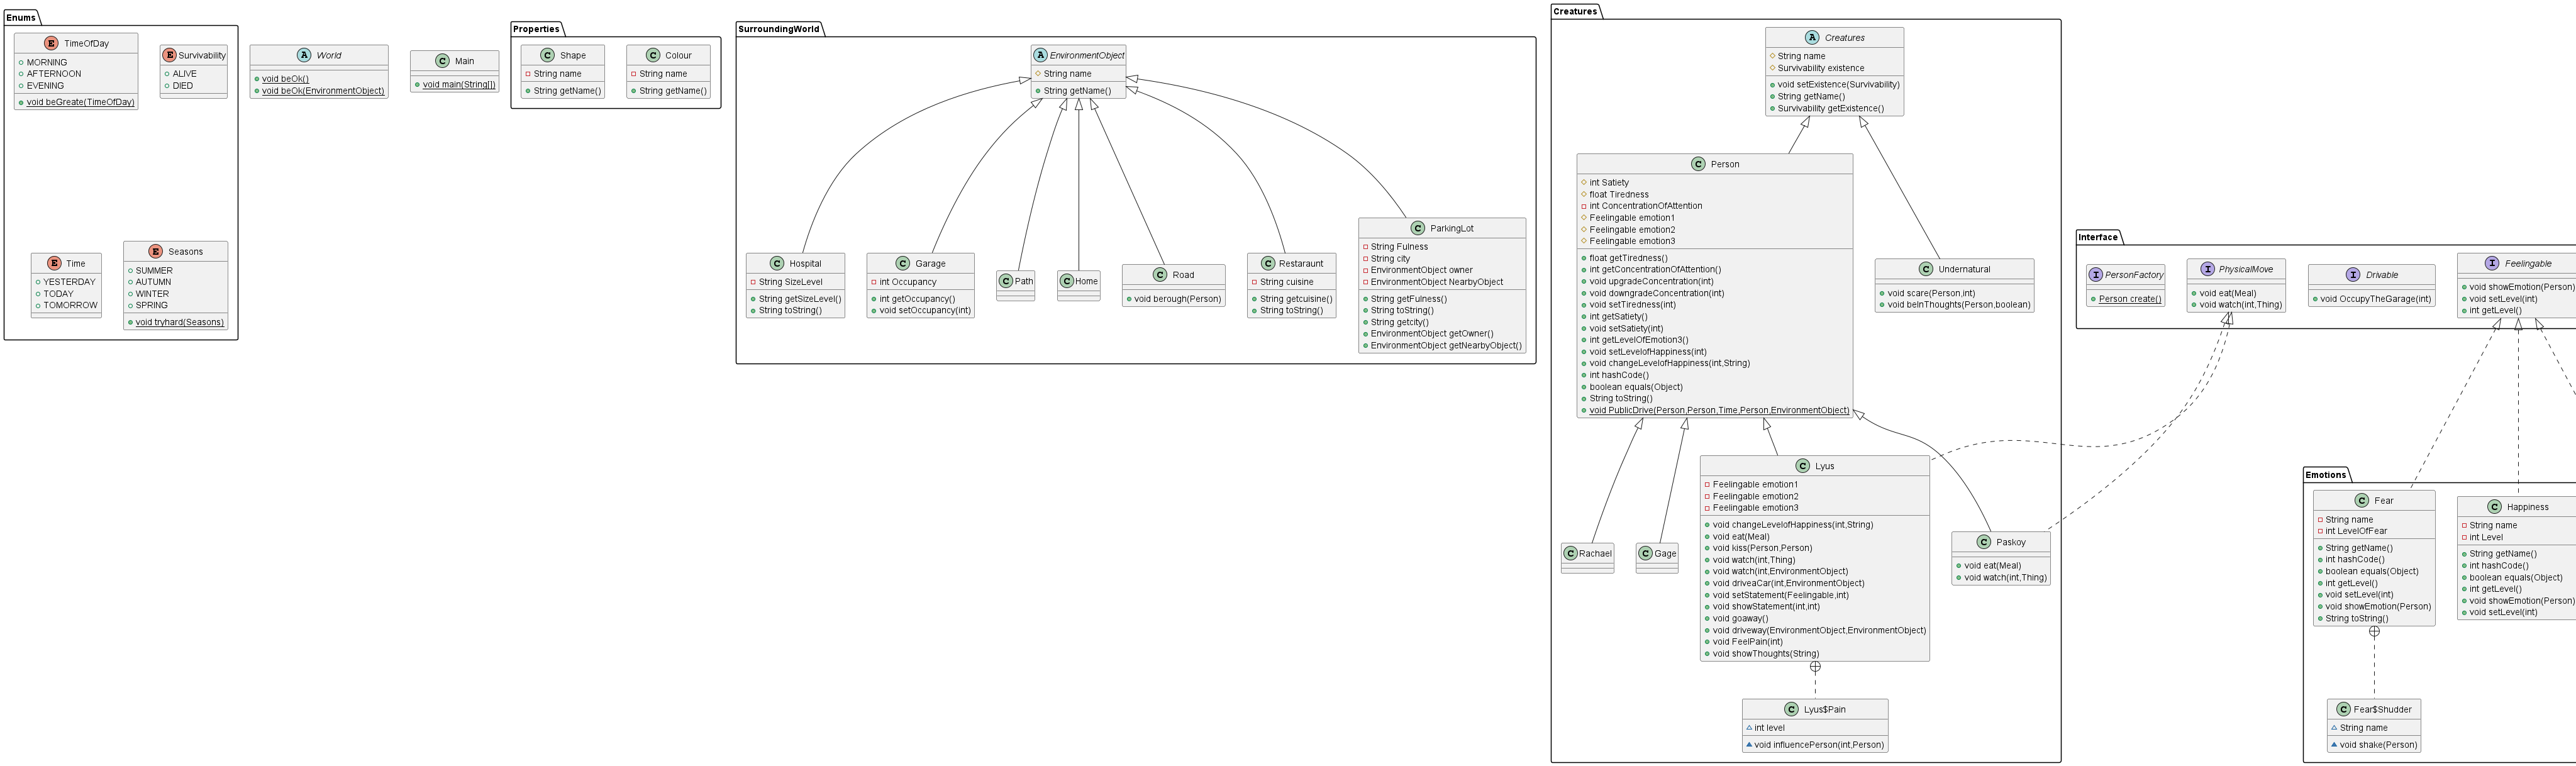 Enums
E TimeOfDay
MORNING
AFTERNOON
EVENING
void beGreate(TimeOfDay)
E Survivability
ALIVE
DIED
E Time
YESTERDAY
TODAY
TOMORROW
E Seasons
SUMMER
AUTUMN
WINTER
SPRING
void tryhard(Seasons)
A World
void beOk()
void beOk(EnvironmentObject)
C Main
void main(String[])
Properties
C Shape
String name
String getName()
C Colour
String name
String getName()
SurroundingWorld
A EnvironmentObject
String name
String getName()
C Hospital
String SizeLevel
String getSizeLevel()
String toString()
C Garage
int Occupancy
int getOccupancy()
void setOccupancy(int)
C Path
C Home
C Road
void berough(Person)
C Restaraunt
String cuisine
String getcuisine()
String toString()
C ParkingLot
String Fulness
String city
EnvironmentObject owner
EnvironmentObject NearbyObject
String getFulness()
String toString()
String getcity()
EnvironmentObject getOwner()
EnvironmentObject getNearbyObject()
Creatures
A Creatures
String name
Survivability existence
void setExistence(Survivability)
String getName()
Survivability getExistence()
C Person
int Satiety
float Tiredness
int ConcentrationOfAttention
Feelingable emotion1
Feelingable emotion2
Feelingable emotion3
float getTiredness()
int getConcentrationOfAttention()
void upgradeConcentration(int)
void downgradeConcentration(int)
void setTiredness(int)
int getSatiety()
void setSatiety(int)
int getLevelOfEmotion3()
void setLevelofHappiness(int)
void changeLevelofHappiness(int,String)
int hashCode()
boolean equals(Object)
String toString()
void PublicDrive(Person,Person,Time,Person,EnvironmentObject)
C Undernatural
void scare(Person,int)
void beInThoughts(Person,boolean)
C Rachael
C Gage
C Lyus
Feelingable emotion1
Feelingable emotion2
Feelingable emotion3
void changeLevelofHappiness(int,String)
void eat(Meal)
void kiss(Person,Person)
void watch(int,Thing)
void watch(int,EnvironmentObject)
void driveaCar(int,EnvironmentObject)
void setStatement(Feelingable,int)
void showStatement(int,int)
void goaway()
void driveway(EnvironmentObject,EnvironmentObject)
void FeelPain(int)
void showThoughts(String)
C Paskoy
void eat(Meal)
void watch(int,Thing)
C Lyus$Pain
int level
void influencePerson(int,Person)
Interface
I PersonFactory
Person create()
I PhysicalMove
void eat(Meal)
void watch(int,Thing)
I Drivable
void OccupyTheGarage(int)
I Feelingable
void showEmotion(Person)
void setLevel(int)
int getLevel()
Emotions
C Fear
String name
int LevelOfFear
String getName()
int hashCode()
boolean equals(Object)
int getLevel()
void setLevel(int)
void showEmotion(Person)
String toString()
C Happiness
String name
int Level
String getName()
int hashCode()
boolean equals(Object)
int getLevel()
void showEmotion(Person)
void setLevel(int)
C Fear$Shudder
String name
void shake(Person)